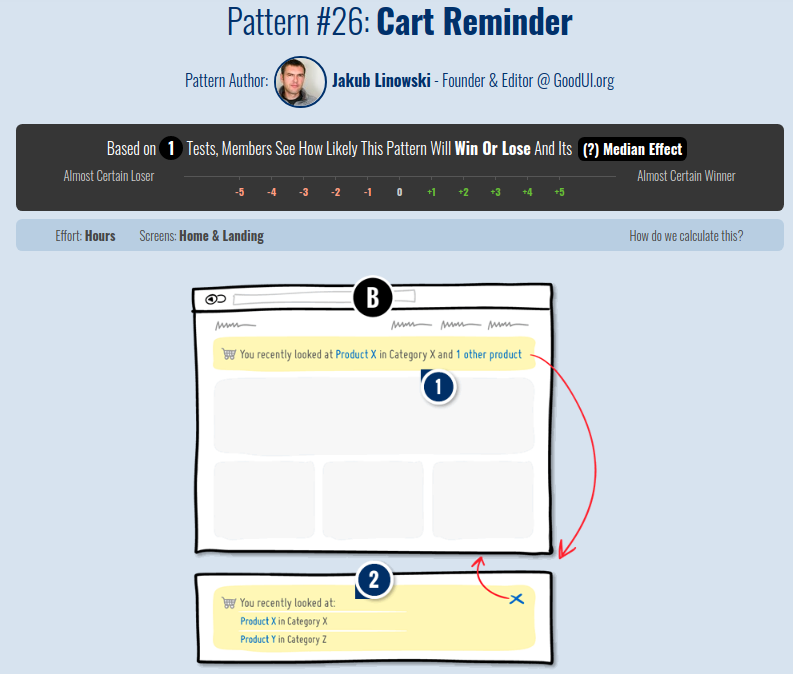 Pattern #26: Cart Reminder
Pattern Author: Jakub Linowski - Founder & Editor @ GoodUI.org
Based on 1 Tests, Members See How Likely This Pattern Will Win Or Lose And Its (?) Median Effect
Almost Certain Loser
-5 -4 -3 -2 -1 0 +1 +2 +3 +4 +5
Almost Certain Winner
Effort: Hours Screens: Home & Landing How do we calculate this?
B
You recently looked at Product X in Category X and 1 other product
1
2
You recently looked at:
Product X in Category X
Product Y in Category Z